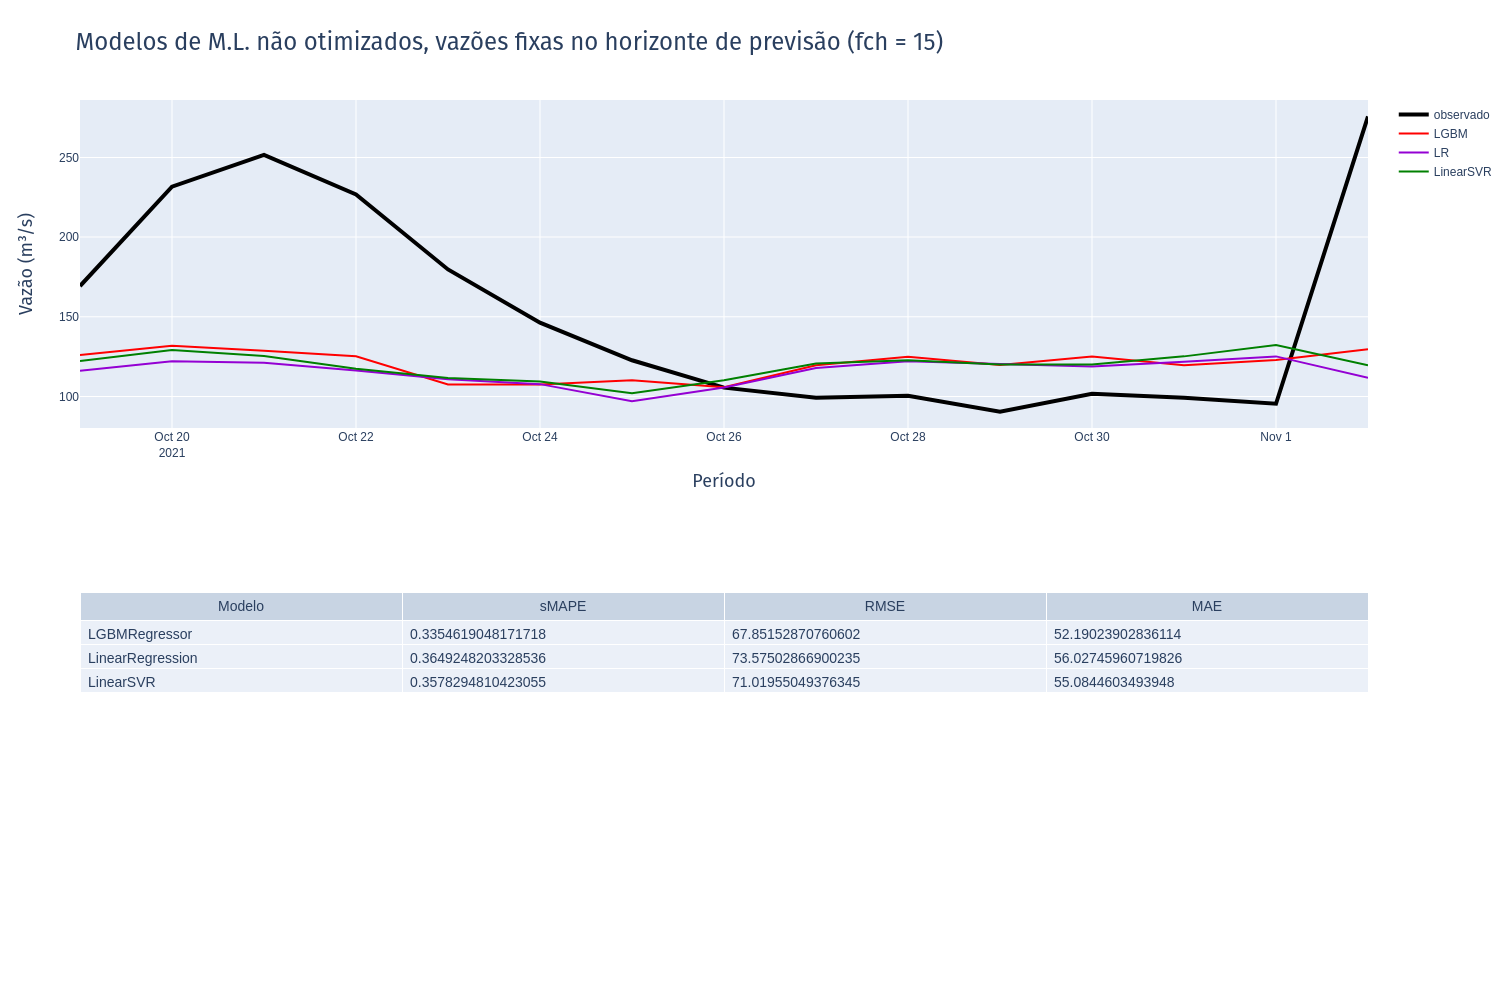 Modelos de M.L. não otimizados, vazões fixas no horizonte de previsão (fch = 15)
observado
LGBM
LR
LinearSVR
Vazão (m³/s)
250
200
150
100
Oct 20
2021
Oct 22
Oct 24
Oct 26
Oct 28
Oct 30
Nov 1
Período
Modelo sMAPE RMSE MAE
LGBMRegressor 0.3354619048171718 67.85152870760602 52.19023902836114
LinearRegression 0.3649248203328536 73.57502866900235 56.02745960719826
LinearSVR 0.3578294810423055 71.01955049376345 55.0844603493948